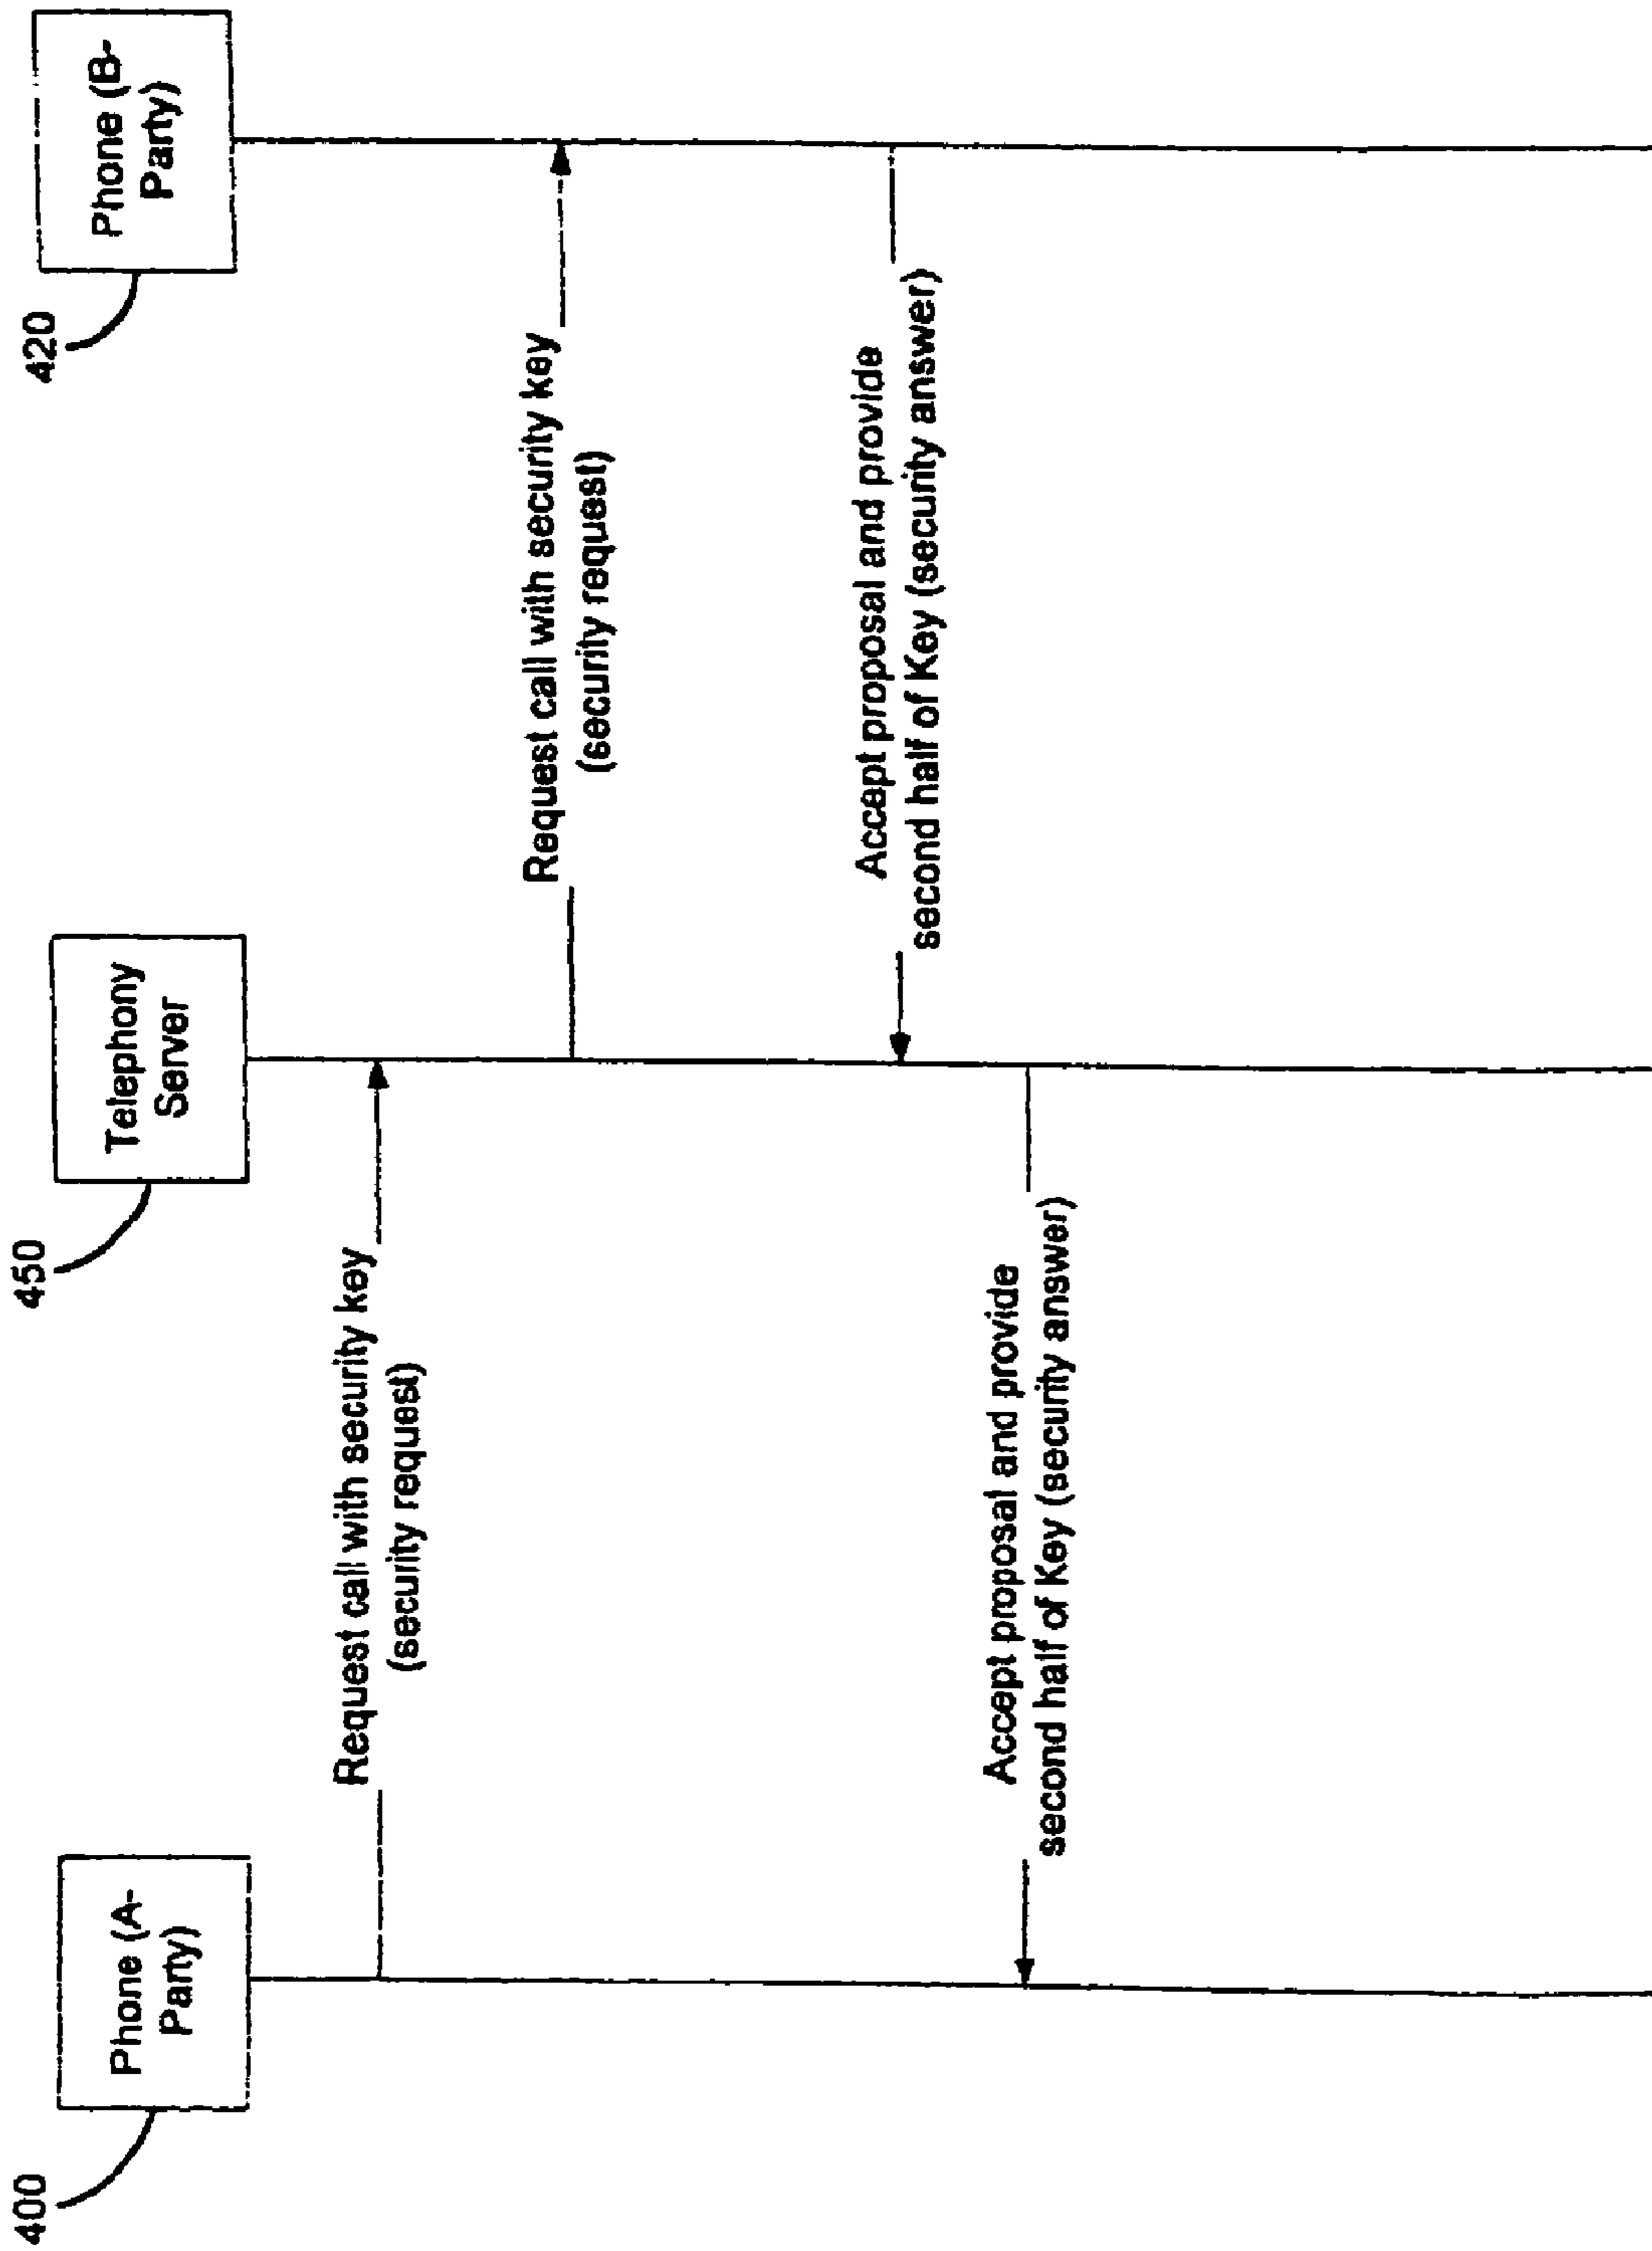 400
Phone (A-
Party)
450
Telephony
Server
420
Phone (B-
Party)
Request call with security key
(security request)
Request call with security key
(security request)
Accept proposal and provide
second half of Key (security answer)
Accept proposal and provide
second half of Key (security answer)